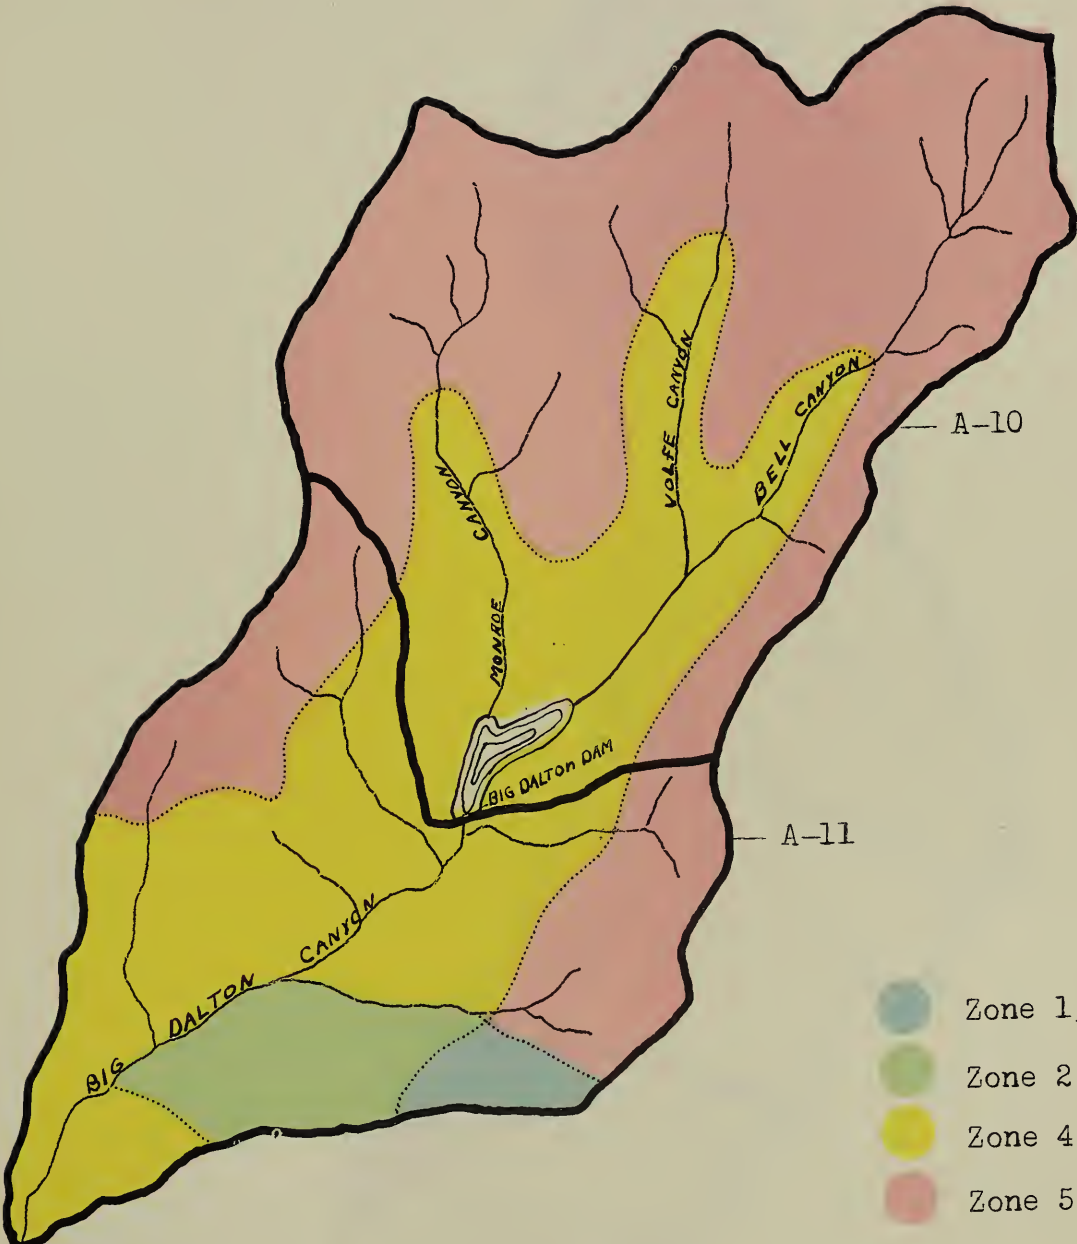 VOLFE CANYON
BELL CANYON
A-10
MONROE CANYON
BIG DALTON DAM
A-11
BIG DALTON CANYON
Zone 1,
Zone 2
Zone 4
Zone 5